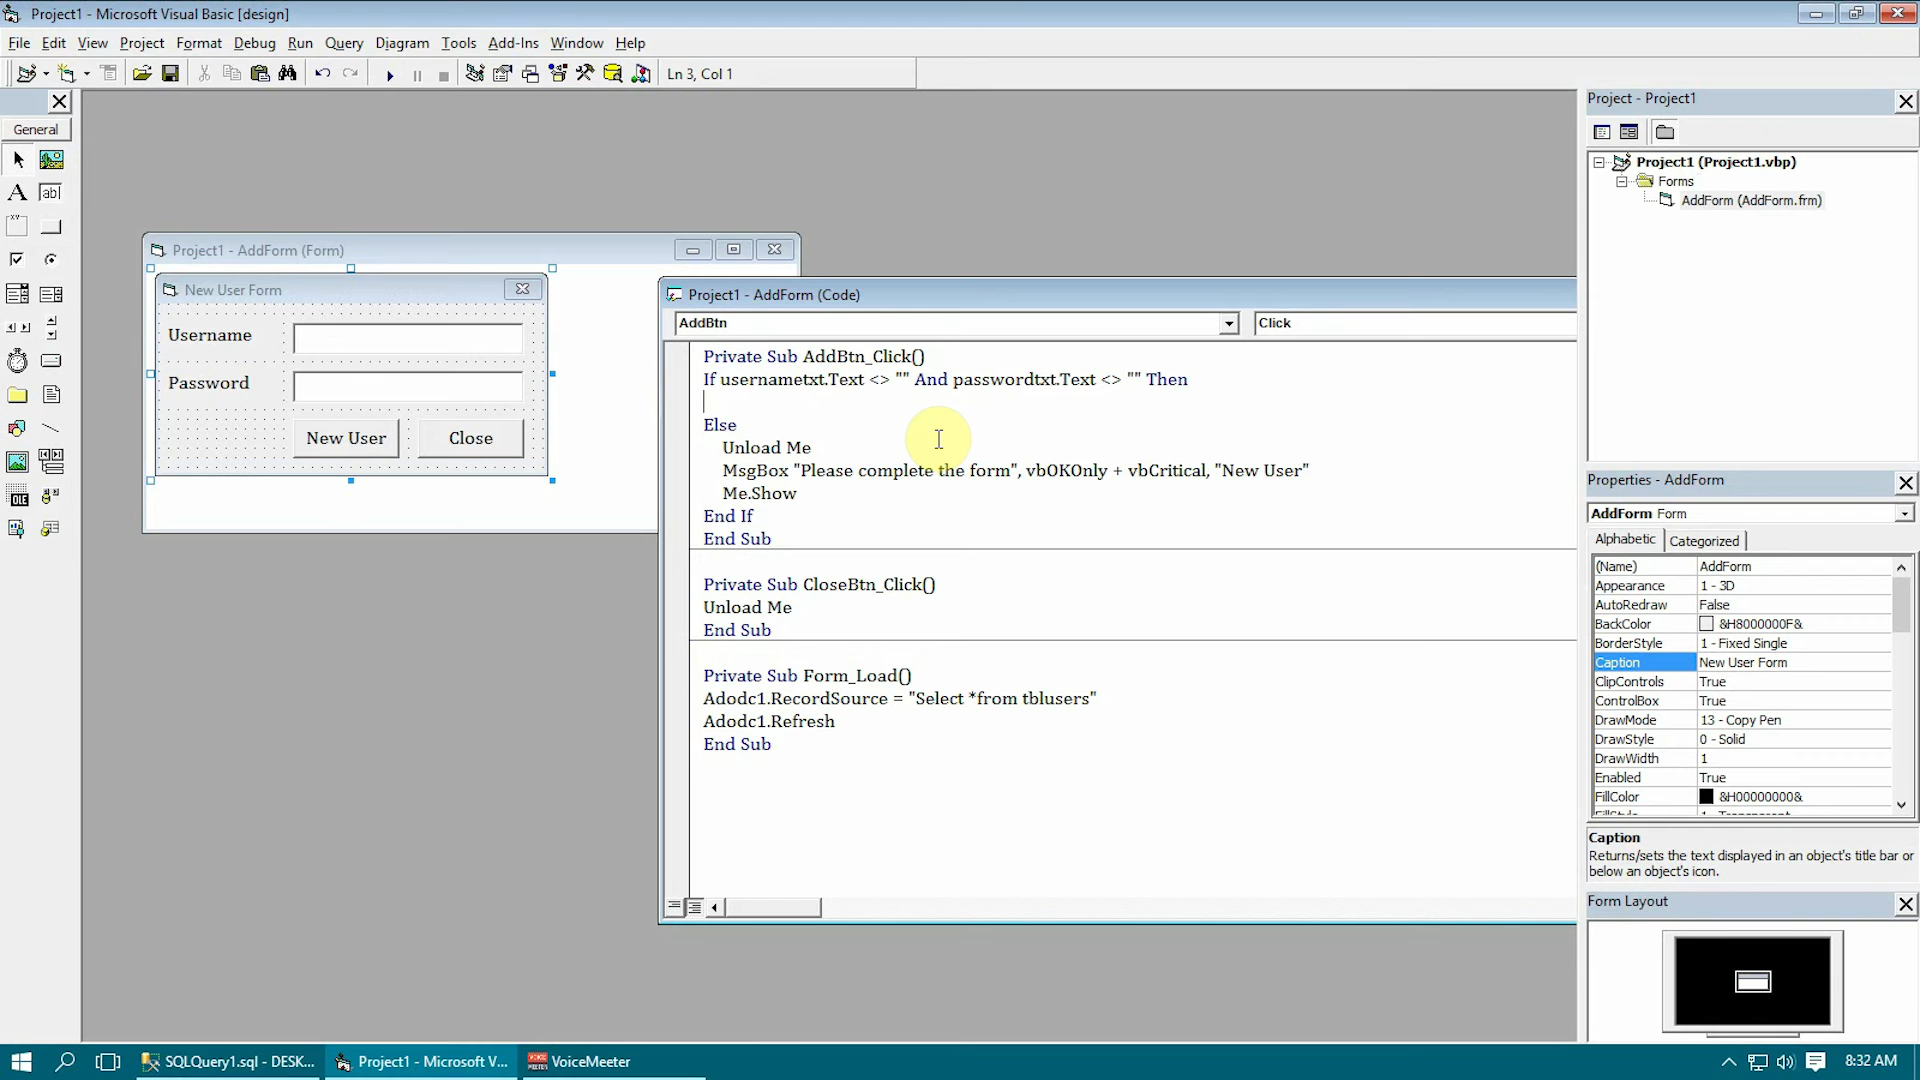 Project1 - Microsoft Visual Basic [design]
File Edit View Project Format Debug Run Query Diagram Tools Add-Ins Window Help
Ln 3, Col 1
General
A
ab|
XY
OLE
Project1 - AddForm (Form)
New User Form
Username
Password
New User
Close
Project1 - AddForm (Code)
AddBtn
Click
Private Sub AddBtn_Click()
If usernametxt.Text <> "" And passwordtxt.Text <> "" Then
Else
Unload Me
MsgBox "Please complete the form", vbOKOnly + vbCritical, "New User"
Me.Show
End If
End Sub
Private Sub CloseBtn_Click()
Unload Me
End Sub
Private Sub Form_Load()
Adodc1.RecordSource = "Select *from tblusers"
Adodc1.Refresh
End Sub
Project - Project1
Project1 (Project1.vbp)
Forms
AddForm (AddForm.frm)
Properties - AddForm
AddForm Form
Alphabetic Categorized
(Name) AddForm
Appearance 1 - 3D
AutoRedraw False
BackColor &H8000000F&
BorderStyle 1 - Fixed Single
Caption New User Form
ClipControls True
ControlBox True
DrawMode 13 - Copy Pen
DrawStyle 0 - Solid
DrawWidth 1
Enabled True
FillColor &H00000000&
Caption
Returns/sets the text displayed in an object's title bar or
below an object's icon.
Form Layout
SQLQuery1.sql - DESK...
Project1 - Microsoft V...
VoiceMeeter
8:32 AM